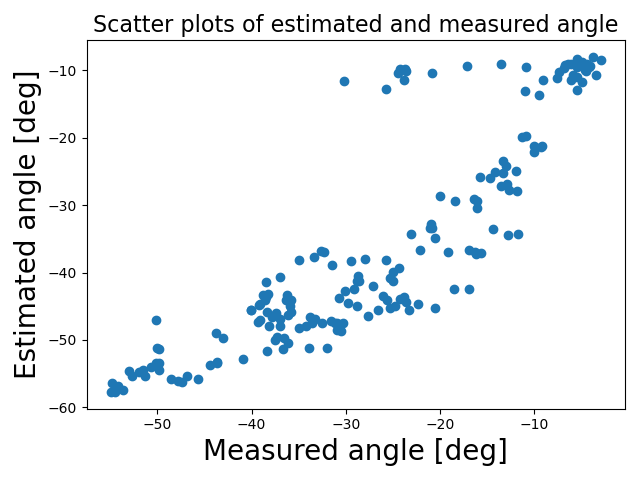 Scatter plots of estimated and measured angle
Estimated angle [deg]
−10
−20
−30
−40
−50
−60
−50 −40 −30 −20 −10
Measured angle [deg]